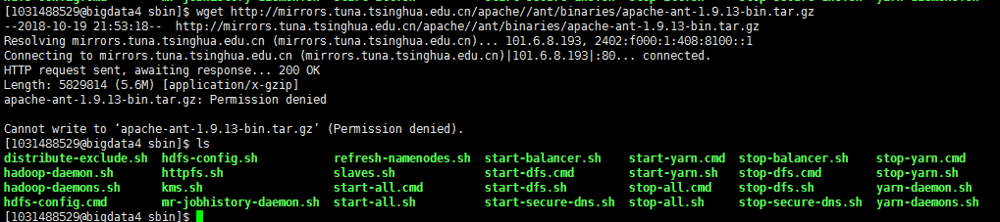 [1031488529@bigdata4 sbin]$ wget http://mirrors.tuna.tsinghua.edu.cn/apache//ant/binaries/apache-ant-1.9.13-bin.tar.gz
--2018-10-19 21:53:18--  http://mirrors.tuna.tsinghua.edu.cn/apache//ant/binaries/apache-ant-1.9.13-bin.tar.gz
Resolving mirrors.tuna.tsinghua.edu.cn (mirrors.tuna.tsinghua.edu.cn)... 101.6.8.193, 2402:f000:1:408:8100::1
Connecting to mirrors.tuna.tsinghua.edu.cn (mirrors.tuna.tsinghua.edu.cn)|101.6.8.193|:80... connected.
HTTP request sent, awaiting response... 200 OK
Length: 5829814 (5.6M) [application/x-gzip]
apache-ant-1.9.13-bin.tar.gz: Permission denied
Cannot write to ‘apache-ant-1.9.13-bin.tar.gz’ (Permission denied).
[1031488529@bigdata4 sbin]$ ls
distribute-exclude.sh  hdfs-config.sh  refresh-namenodes.sh  start-balancer.sh  start-yarn.cmd  stop-balancer.sh  stop-yarn.cmd
hadoop-daemon.sh  httpfs.sh  slaves.sh  start-dfs.cmd  start-yarn.sh  stop-dfs.cmd  stop-yarn.sh
hadoop-daemons.sh  kms.sh  start-all.cmd  start-dfs.sh  stop-all.cmd  stop-dfs.sh  yarn-daemon.sh
hdfs-config.cmd  mr-jobhistory-daemon.sh  start-all.sh  start-secure-dns.sh  stop-all.sh  stop-secure-dns.sh  yarn-daemons.sh
[1031488529@bigdata4 sbin]$